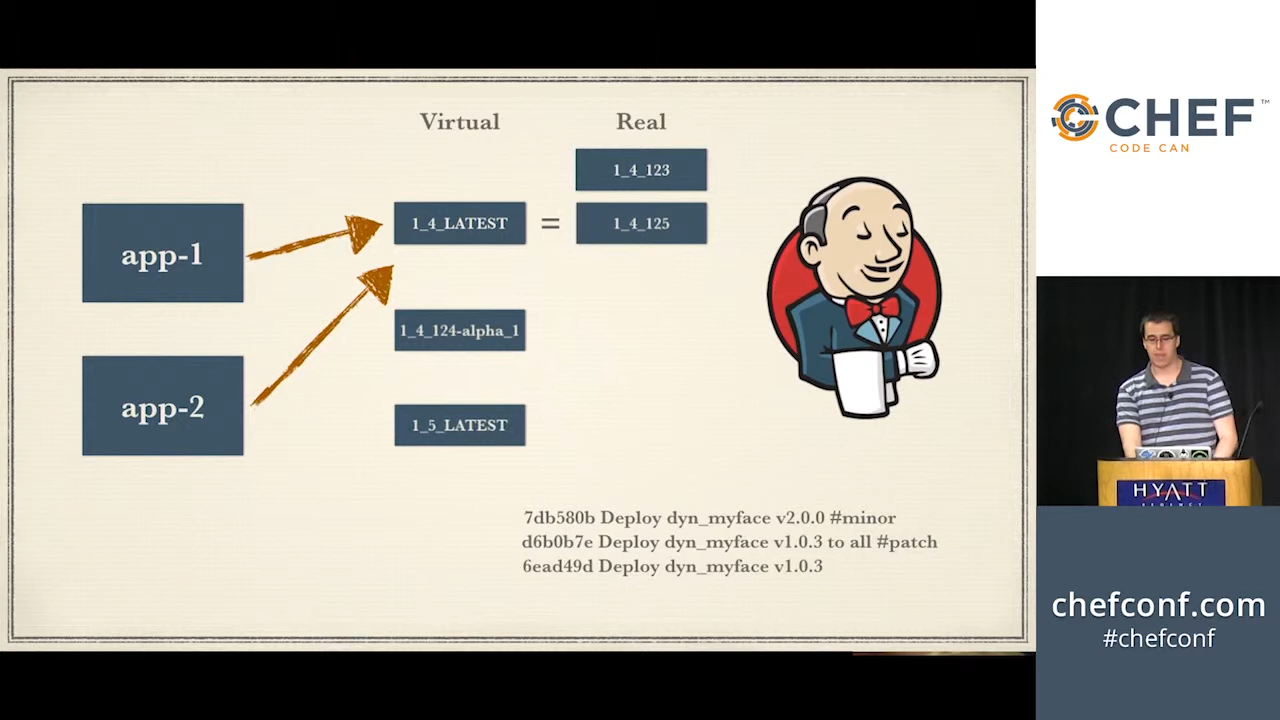 Virtual
Real
1_4_123
app-1
1_4_LATEST
=
1_4_125
1_4_124-alpha_1
app-2
1_5_LATEST
7db580b Deploy dyn_myface v2.0.0 #minor
d6b0b7e Deploy dyn_myface v1.0.3 to all #patch
6ead49d Deploy dyn_myface v1.0.3
CHEF™
CODE CAN
HYATT
chefconf.com
#chefconf